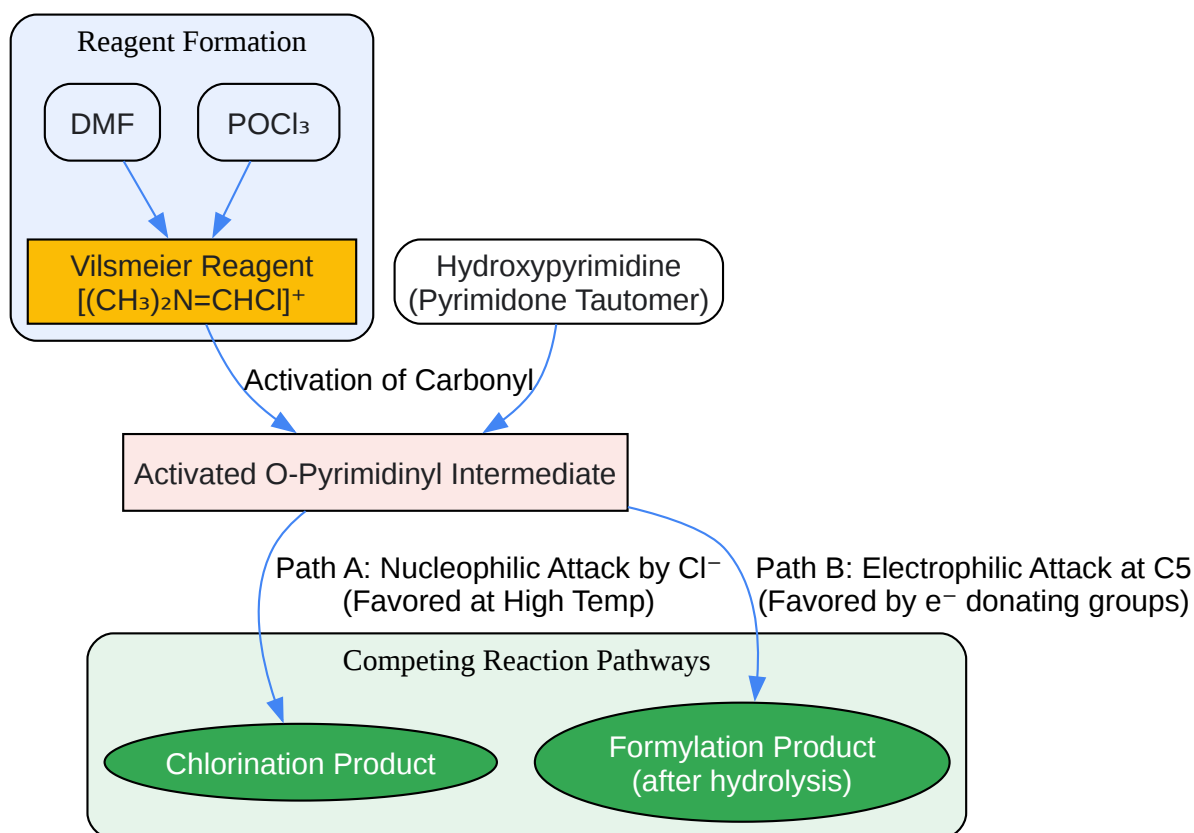 Reagent Formation
DMF
POCl₃
Vilsmeier Reagent
[(CH₃)₂N=CHCl]⁺
Hydroxypyrimidine
(Pyrimidone Tautomer)
Activation of Carbonyl
Activated O-Pyrimidinyl Intermediate
Path A: Nucleophilic Attack by Cl⁻
(Favored at High Temp)
Path B: Electrophilic Attack at C5
(Favored by e⁻ donating groups)
Competing Reaction Pathways
Chlorination Product
Formylation Product
(after hydrolysis)